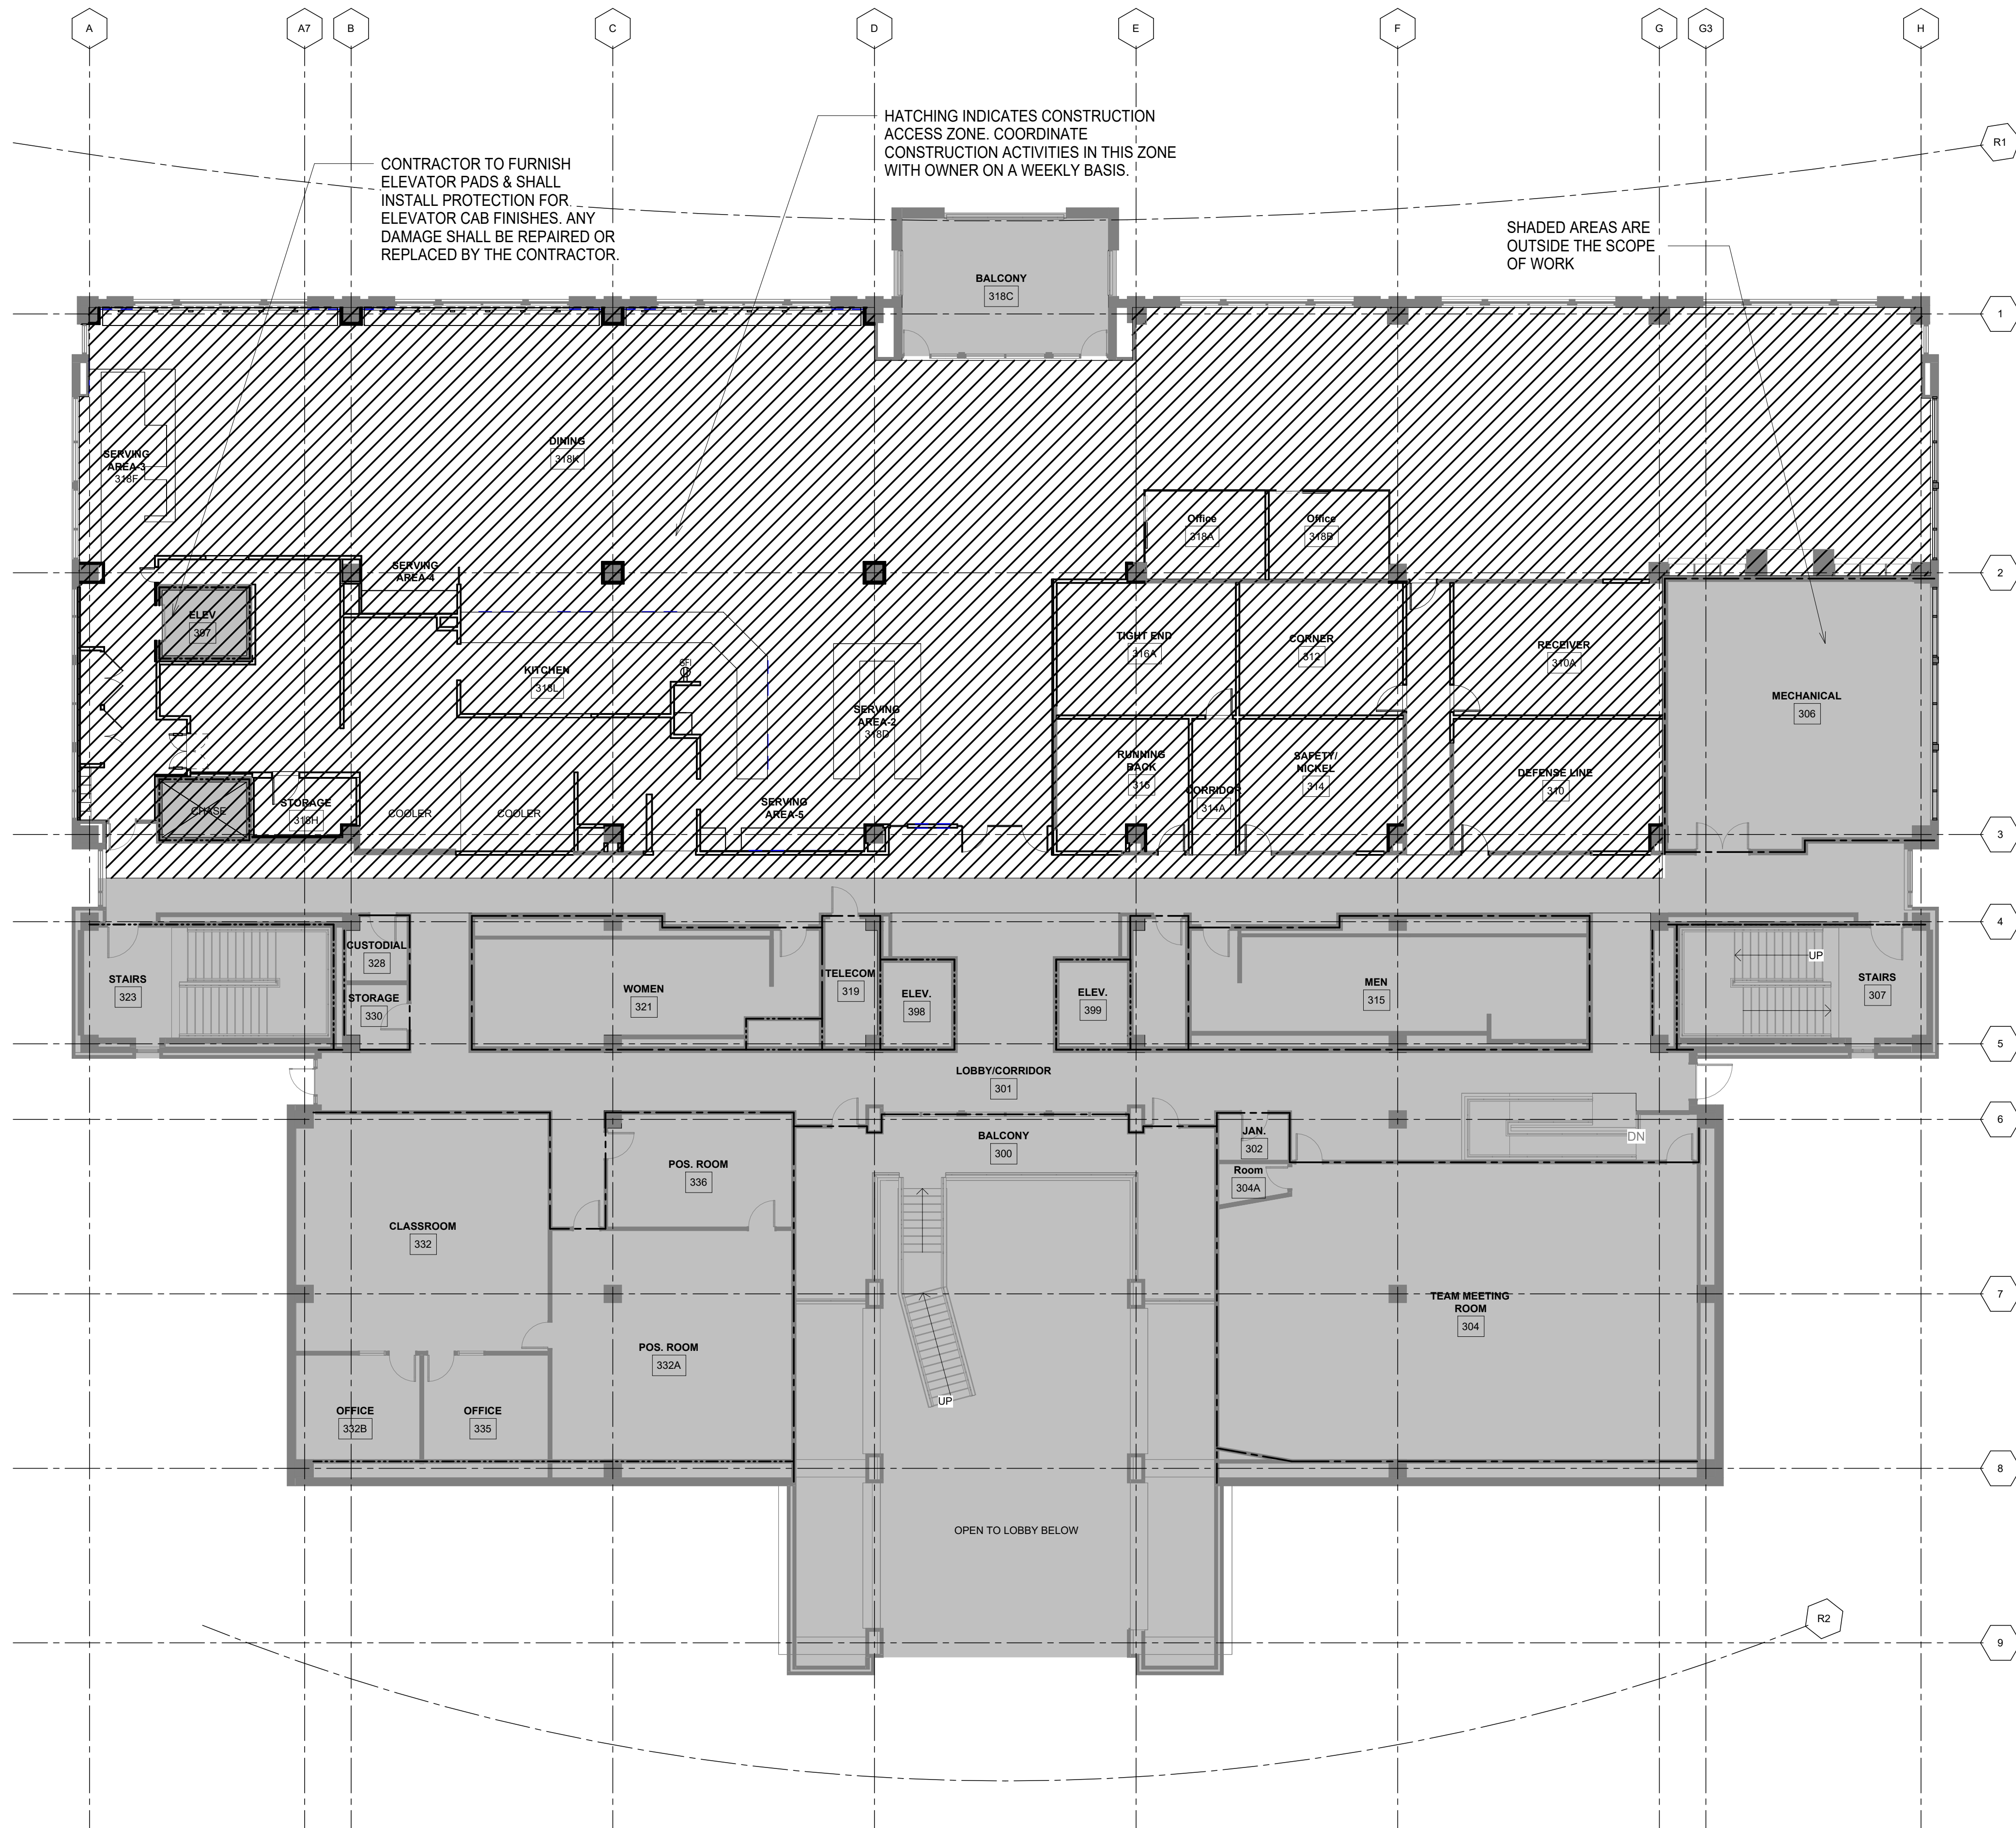 A
A7
B
C
D
E
F
G
G3
H
R1
HATCHING INDICATES CONSTRUCTION
ACCESS ZONE. COORDINATE
CONSTRUCTION ACTIVITIES IN THIS ZONE
WITH OWNER ON A WEEKLY BASIS.
CONTRACTOR TO FURNISH
ELEVATOR PADS & SHALL
INSTALL PROTECTION FOR
ELEVATOR CAB FINISHES. ANY
DAMAGE SHALL BE REPAIRED OR
REPLACED BY THE CONTRACTOR.
SHADED AREAS ARE
OUTSIDE THE SCOPE
OF WORK
BALCONY
318C
1
DINING
318K
SERVING
AREA-3
318F
Office
318A
Office
318B
2
SERVING
AREA-4
ELEV
397
KITCHEN
318L
GFI
SERVING
AREA-2
318D
TIGHT END
316A
CORNER
312
RECEIVER
310A
MECHANICAL
306
RUNNING
BACK
316
CORRIDOR
314A
SAFETY/
NICKEL
314
DEFENSE LINE
310
CHASE
STORAGE
318H
COOLER
COOLER
SERVING
AREA-5
3
4
CUSTODIAL
328
STAIRS
323
STORAGE
330
WOMEN
321
TELECOM
319
ELEV.
398
ELEV.
399
MEN
315
UP
STAIRS
307
5
LOBBY/CORRIDOR
301
6
BALCONY
300
JAN.
302
DN
POS. ROOM
336
Room
304A
CLASSROOM
332
7
TEAM MEETING
ROOM
304
POS. ROOM
332A
UP
OFFICE
332B
OFFICE
335
8
OPEN TO LOBBY BELOW
R2
9